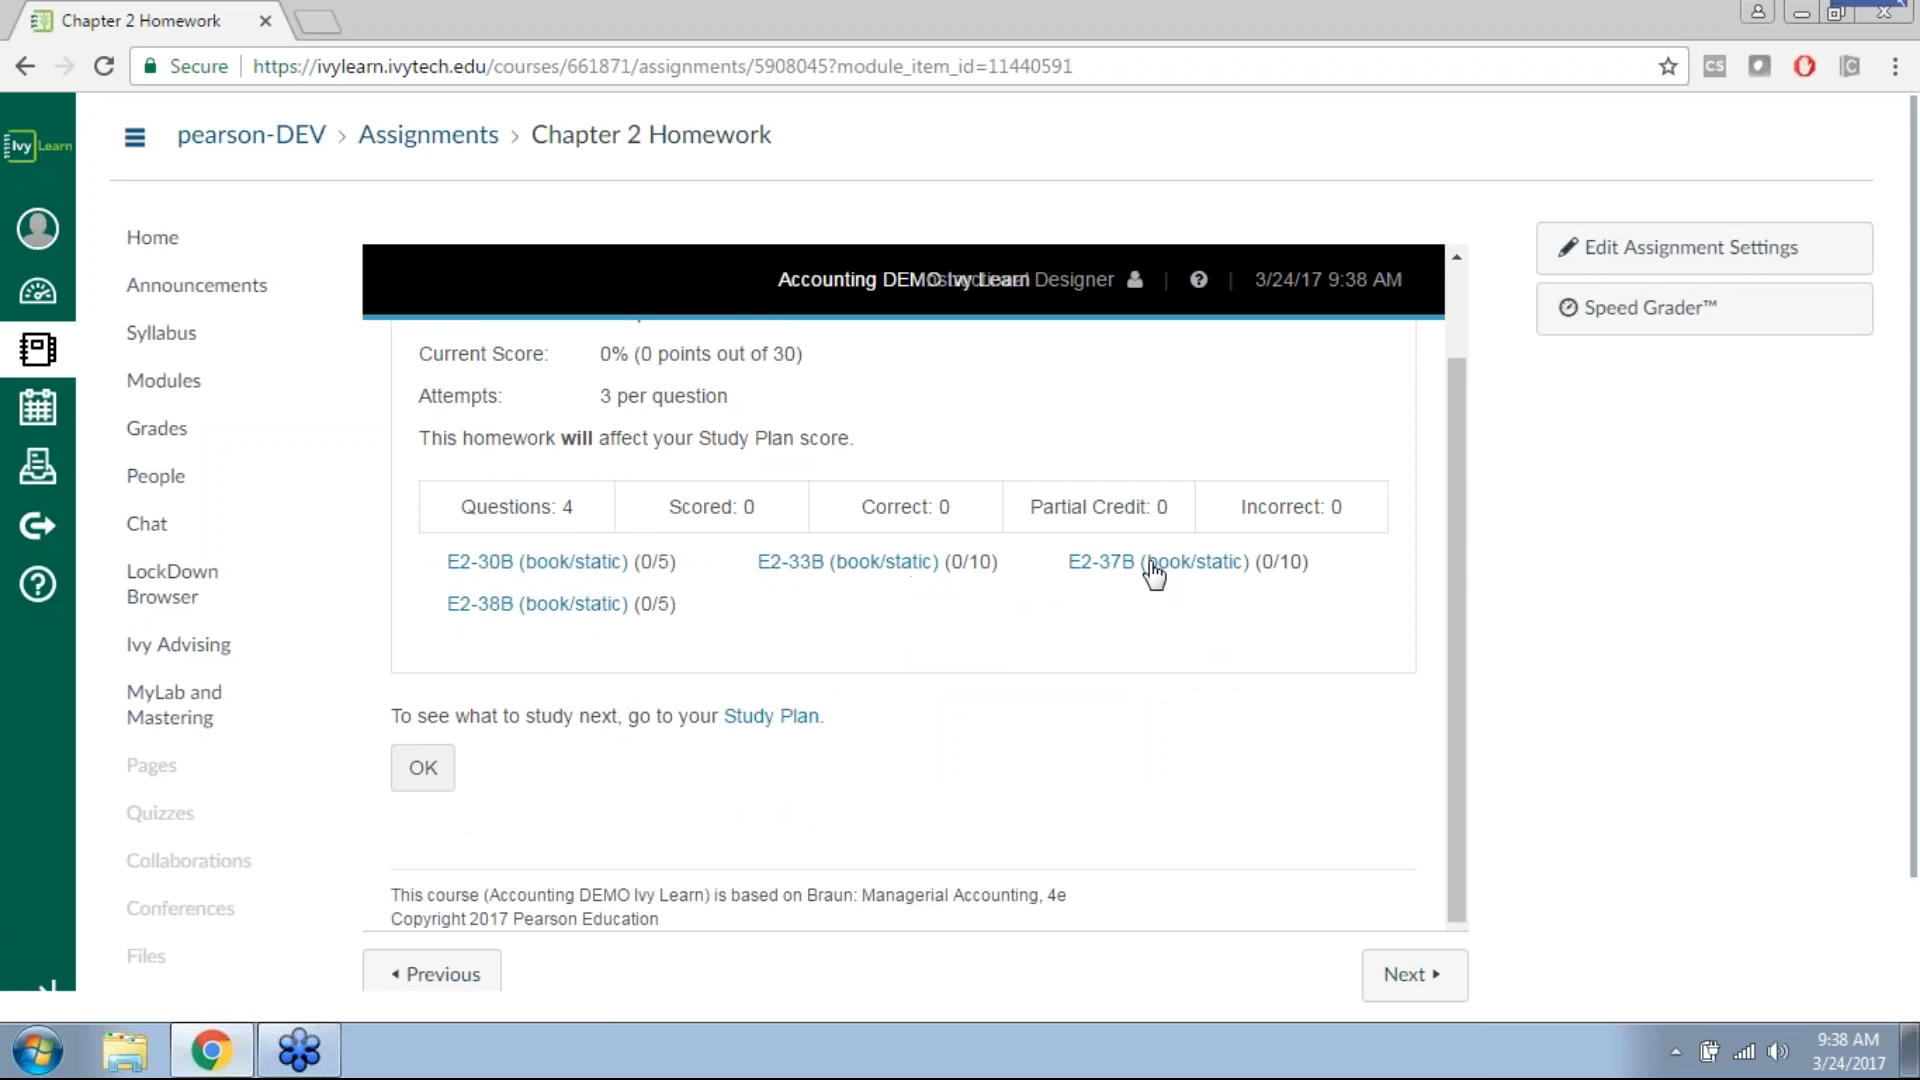 Chapter 2 Homework
Secure https://ivylearn.ivytech.edu/courses/661871/assignments/5908045?module_item_id=11440591
Ivy Learn
pearson-DEV > Assignments > Chapter 2 Homework
Home
Announcements
Syllabus
Modules
Grades
People
Chat
LockDown
Browser
Ivy Advising
MyLab and
Mastering
Pages
Quizzes
Collaborations
Conferences
Files
Accounting DEMO Ivy Learn Designer | ? | 3/24/17 9:38 AM
Current Score: 0% (0 points out of 30)
Attempts: 3 per question
This homework will affect your Study Plan score.
Questions: 4 Scored: 0 Correct: 0 Partial Credit: 0 Incorrect: 0
E2-30B (book/static) (0/5) E2-33B (book/static) (0/10) E2-37B (book/static) (0/10)
E2-38B (book/static) (0/5)
To see what to study next, go to your Study Plan.
OK
This course (Accounting DEMO Ivy Learn) is based on Braun: Managerial Accounting, 4e
Copyright 2017 Pearson Education
Previous
Next
Edit Assignment Settings
Speed Grader™
9:38 AM
3/24/2017